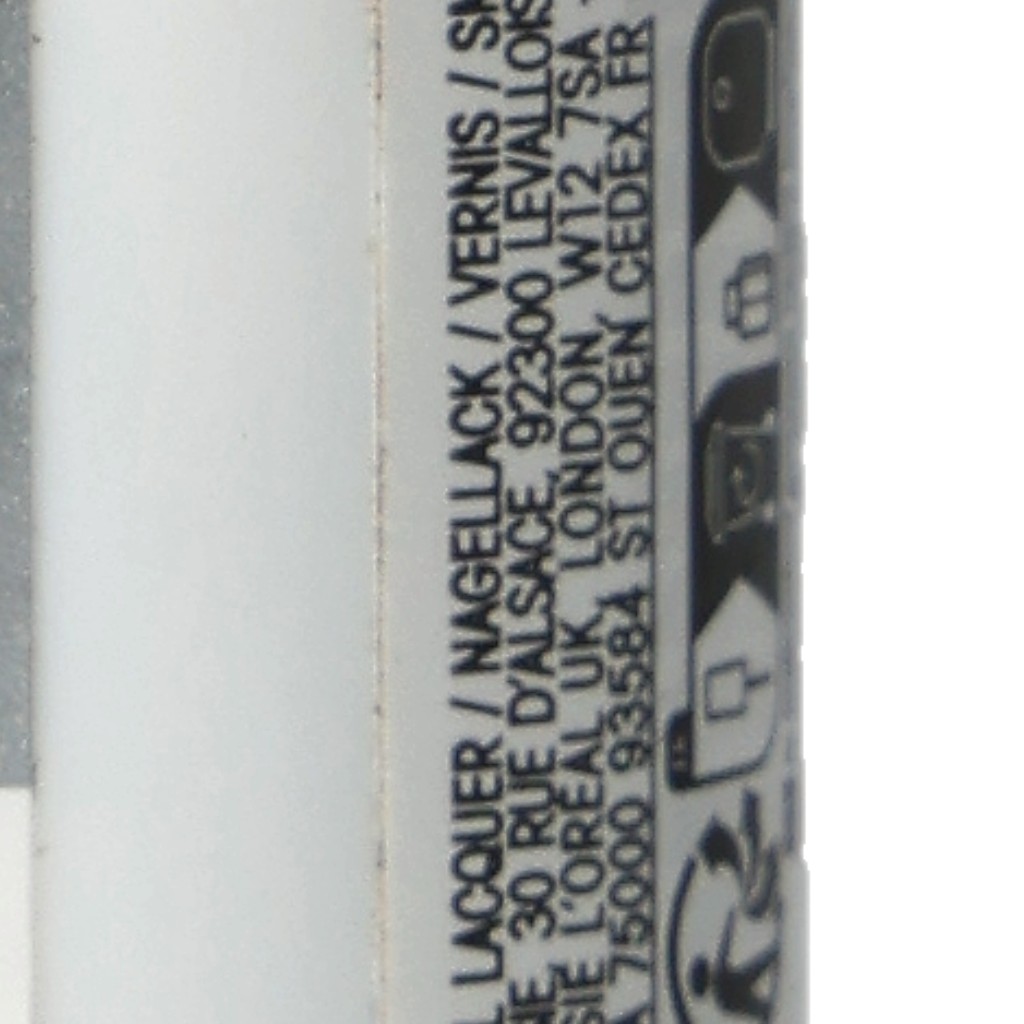 L LACQUER / NAGELLACK / VERNIS /
30 RUE D'ALSACE, 92300 LEVALLOIS
L'ORÉAL UK, LONDON, W12 7SA
75000 93584 ST OUEN CEDEX FR